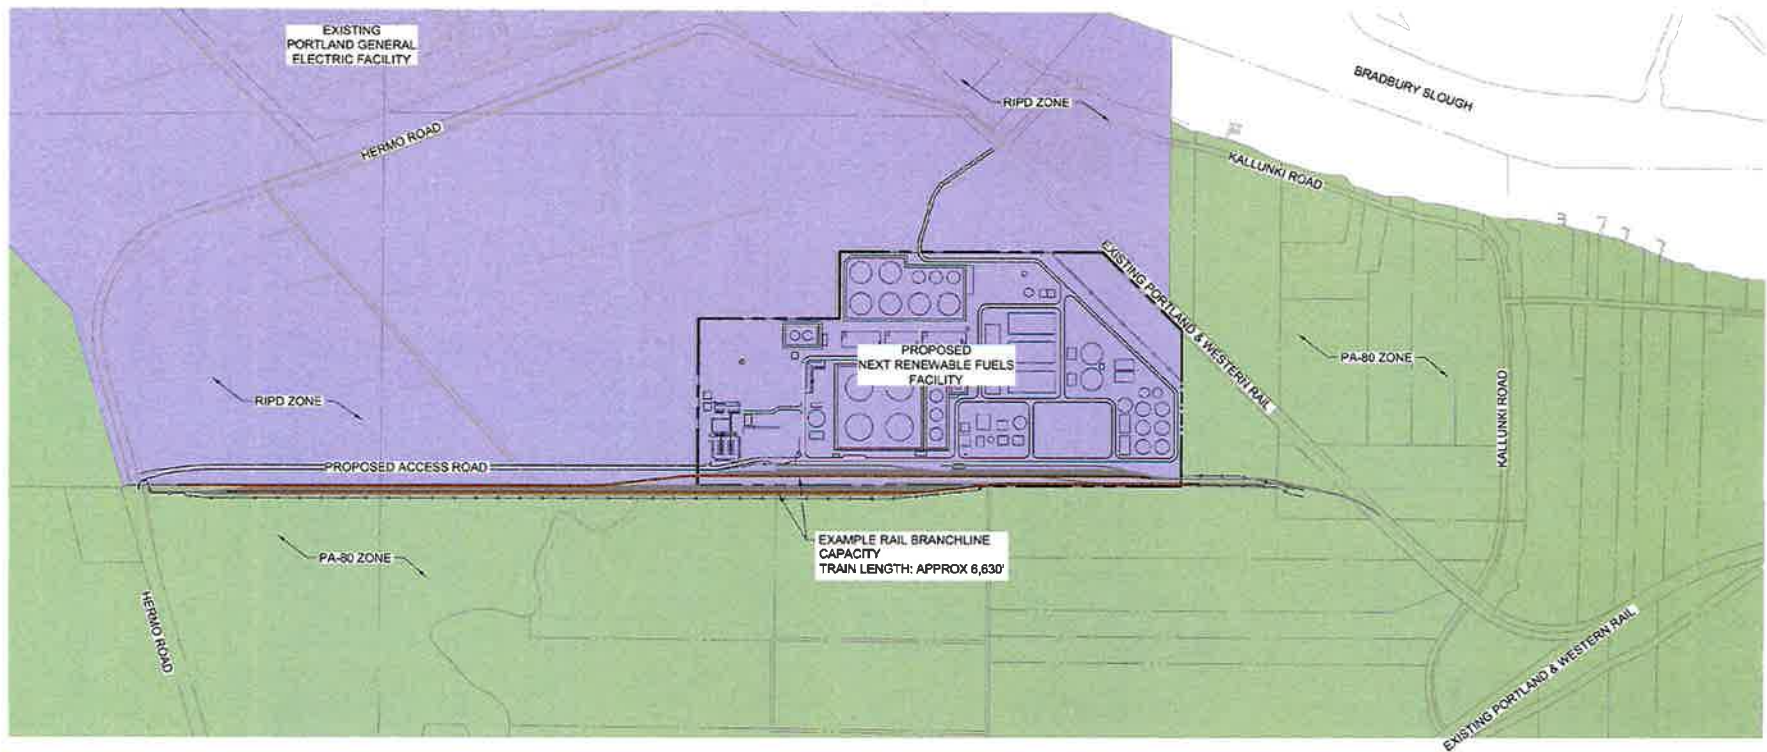 EXISTING
PORTLAND GENERAL
ELECTRIC FACILITY
BRADBURY SLOUGH
RIPD ZONE
HERMO ROAD
KALLUNKI ROAD
EXISTING PORTLAND & WESTERN RAIL
PROPOSED
NEXT RENEWABLE FUELS
FACILITY
PA-80 ZONE
RIPD ZONE
KALLUNKI ROAD
PROPOSED ACCESS ROAD
EXAMPLE RAIL BRANCHLINE
CAPACITY
TRAIN LENGTH: APPROX 6,630'
PA-80 ZONE
HERMO ROAD
EXISTING PORTLAND & WESTERN RAIL